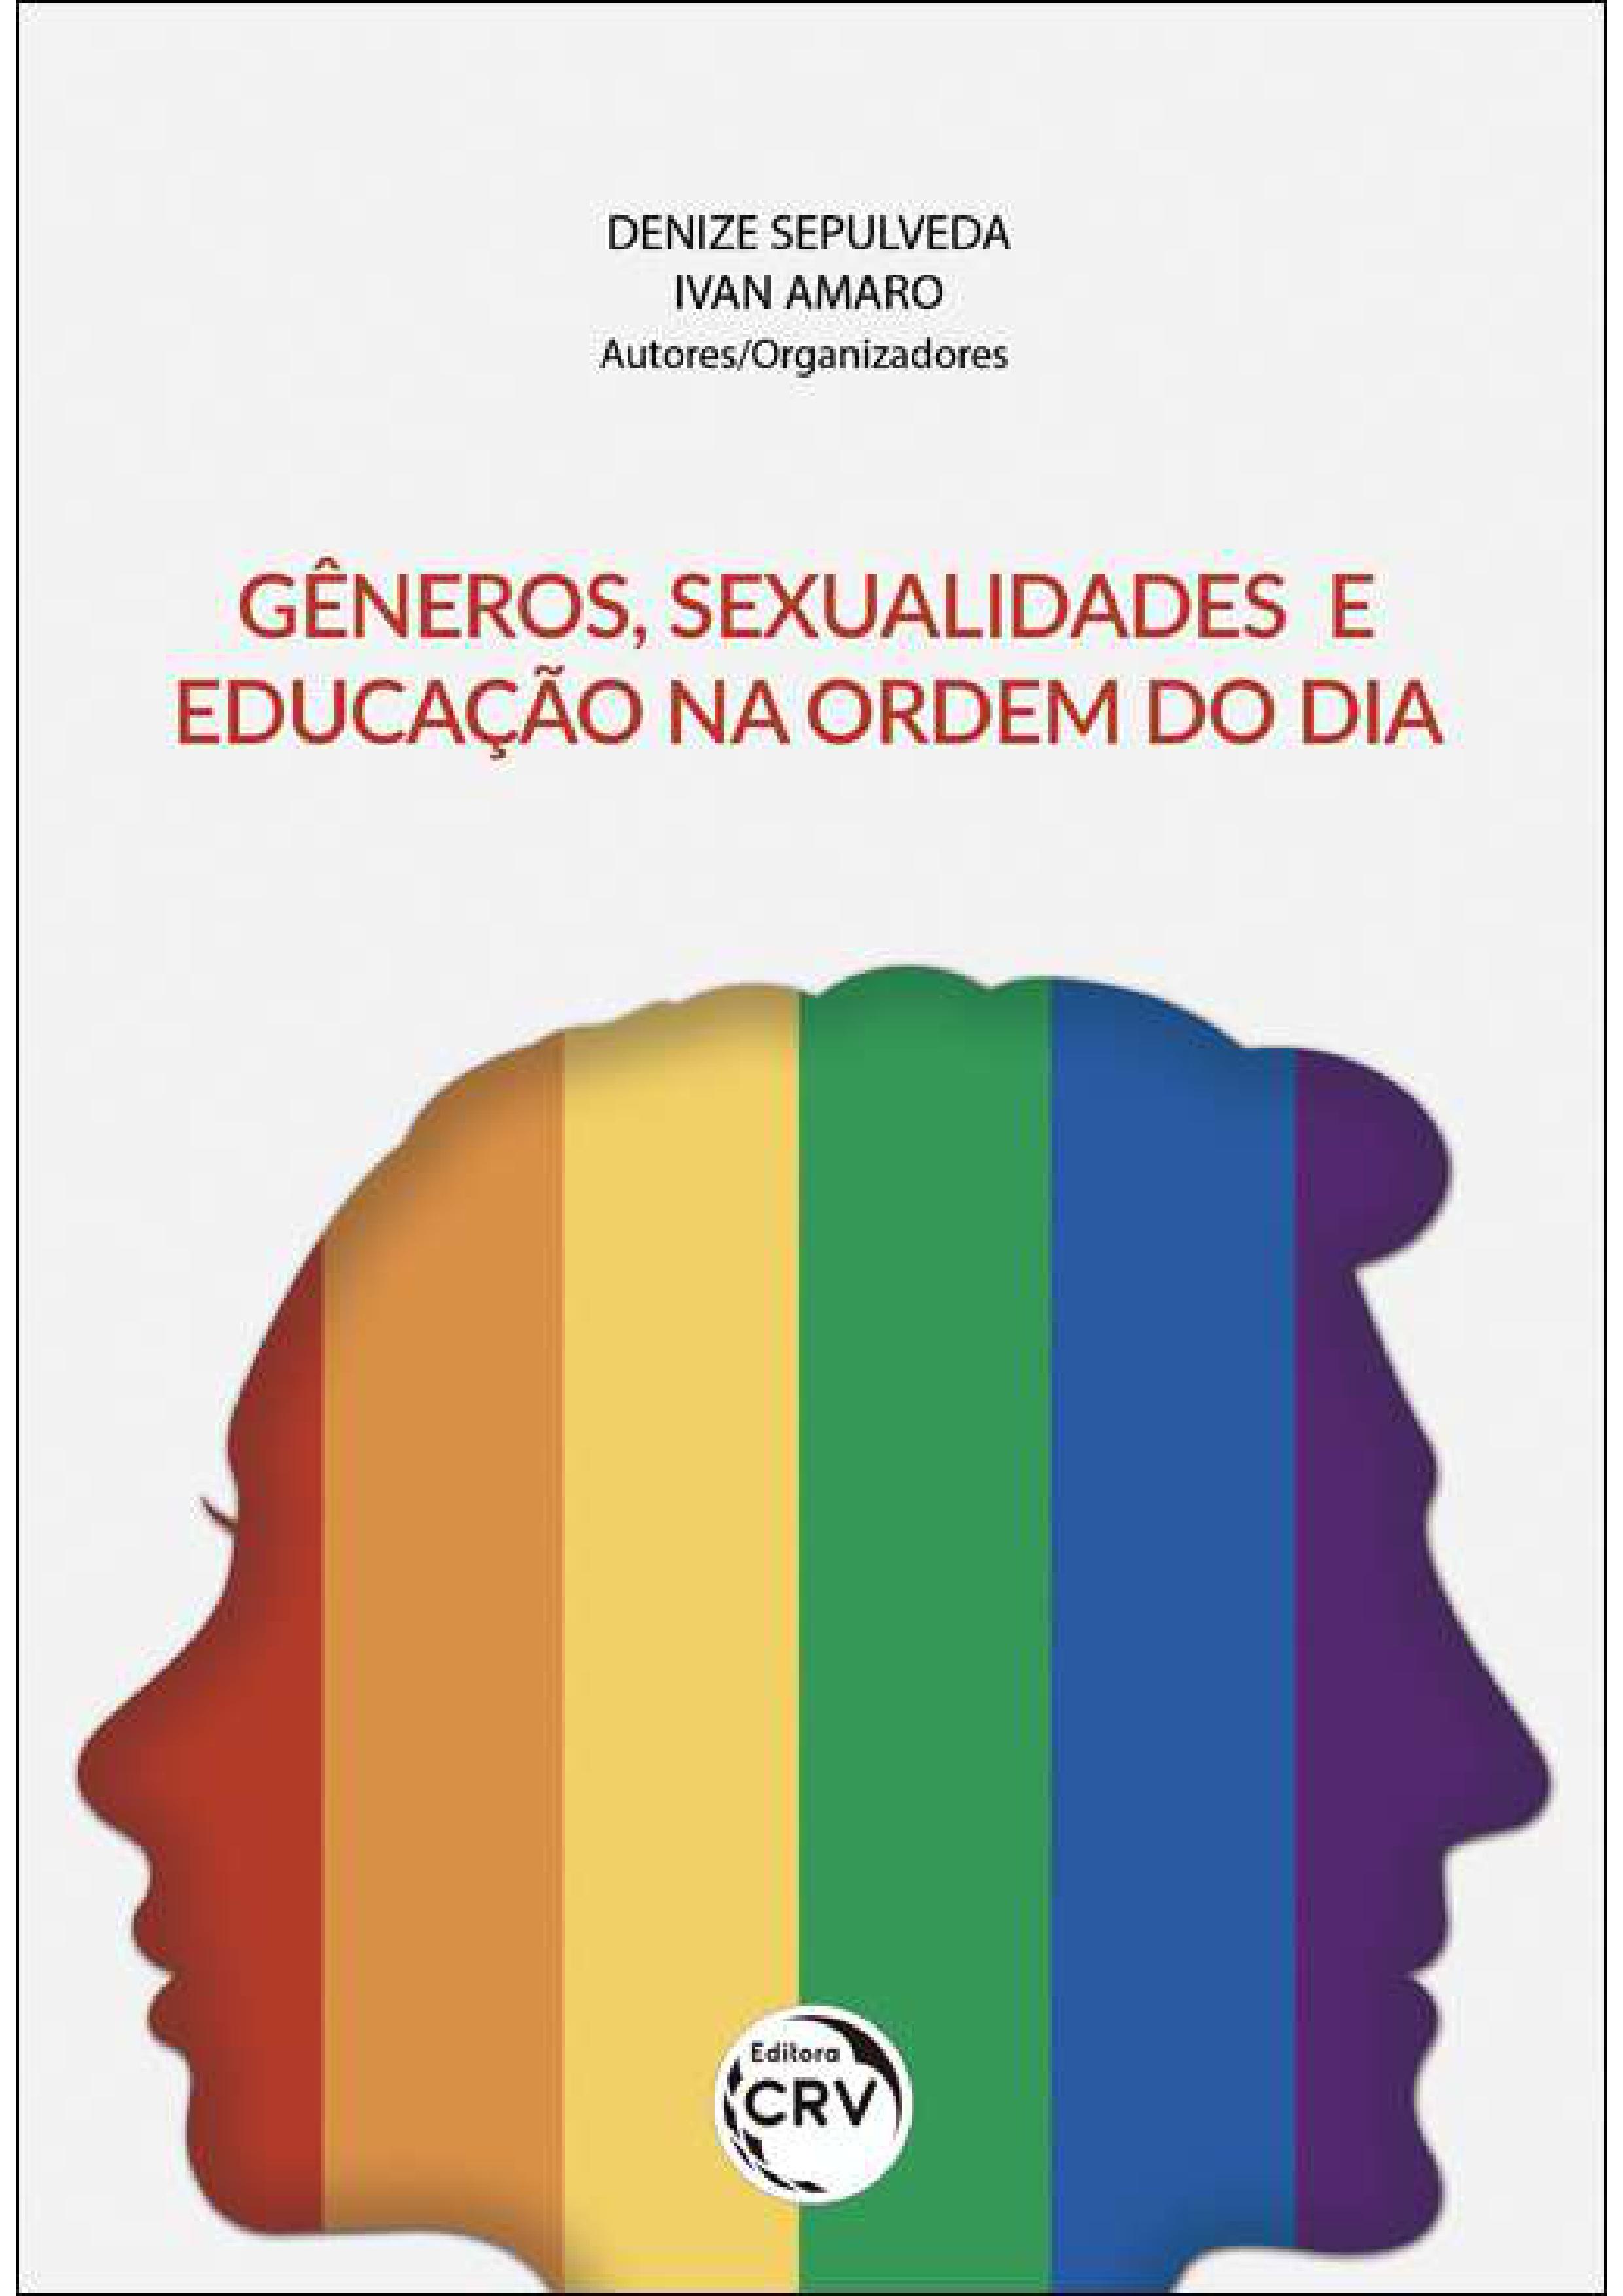 DENIZE SEPULVEDA
IVAN AMARO
Autores/Organizadores
GÊNEROS, SEXUALIDADES E
EDUCAÇÃO NA ORDEM DO DIA
Editora
CRV